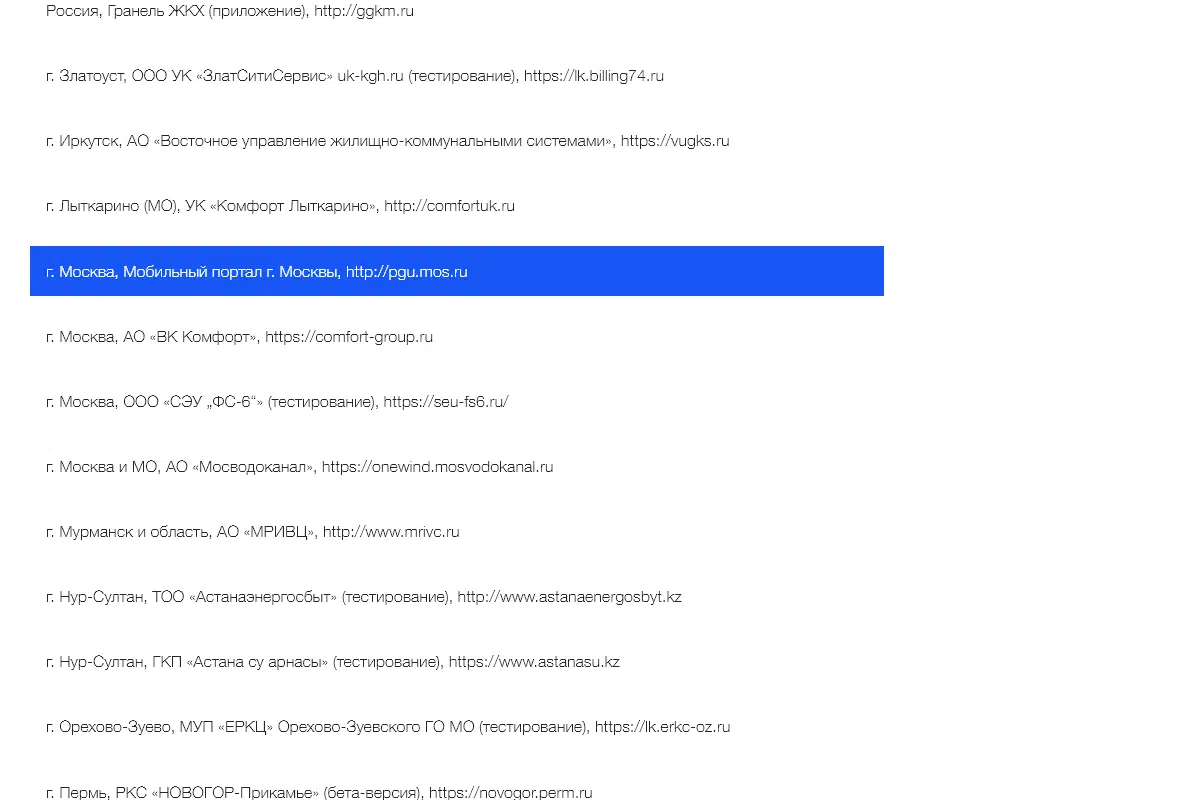 Россия, Гранель ЖКХ (приложение), http://ggkm.ru
г. Златоуст, ООО УК «ЗлатСитиСервис» uk-kgh.ru (тестирование), https://lk.billing74.ru
г. Иркутск, АО «Восточное управление жилищно-коммунальными системами», https://vugks.ru
г. Лыткарино (МО), УК «Комфорт Лыткарино», http://comfortuk.ru
г. Москва, Мобильный портал г. Москвы, http://pgu.mos.ru
г. Москва, АО «ВК Комфорт», https://comfort-group.ru
г. Москва, ООО «СЭУ „ФС-6“» (тестирование), https://seu-fs6.ru/
г. Москва и МО, АО «Мосводоканал», https://onewind.mosvodokanal.ru
г. Мурманск и область, АО «МРИВЦ», http://www.mrivc.ru
г. Нур-Султан, ТОО «Астанаэнергосбыт» (тестирование), http://www.astanaenergosbyt.kz
г. Нур-Султан, ГКП «Астана су арнасы» (тестирование), https://www.astanasu.kz
г. Орехово-Зуево, МУП «ЕРКЦ» Орехово-Зуевского ГО МО (тестирование), https://lk.erkc-oz.ru
г. Пермь, РКС «НОВОГОР-Прикамье» (бета-версия), https://novogor.perm.ru